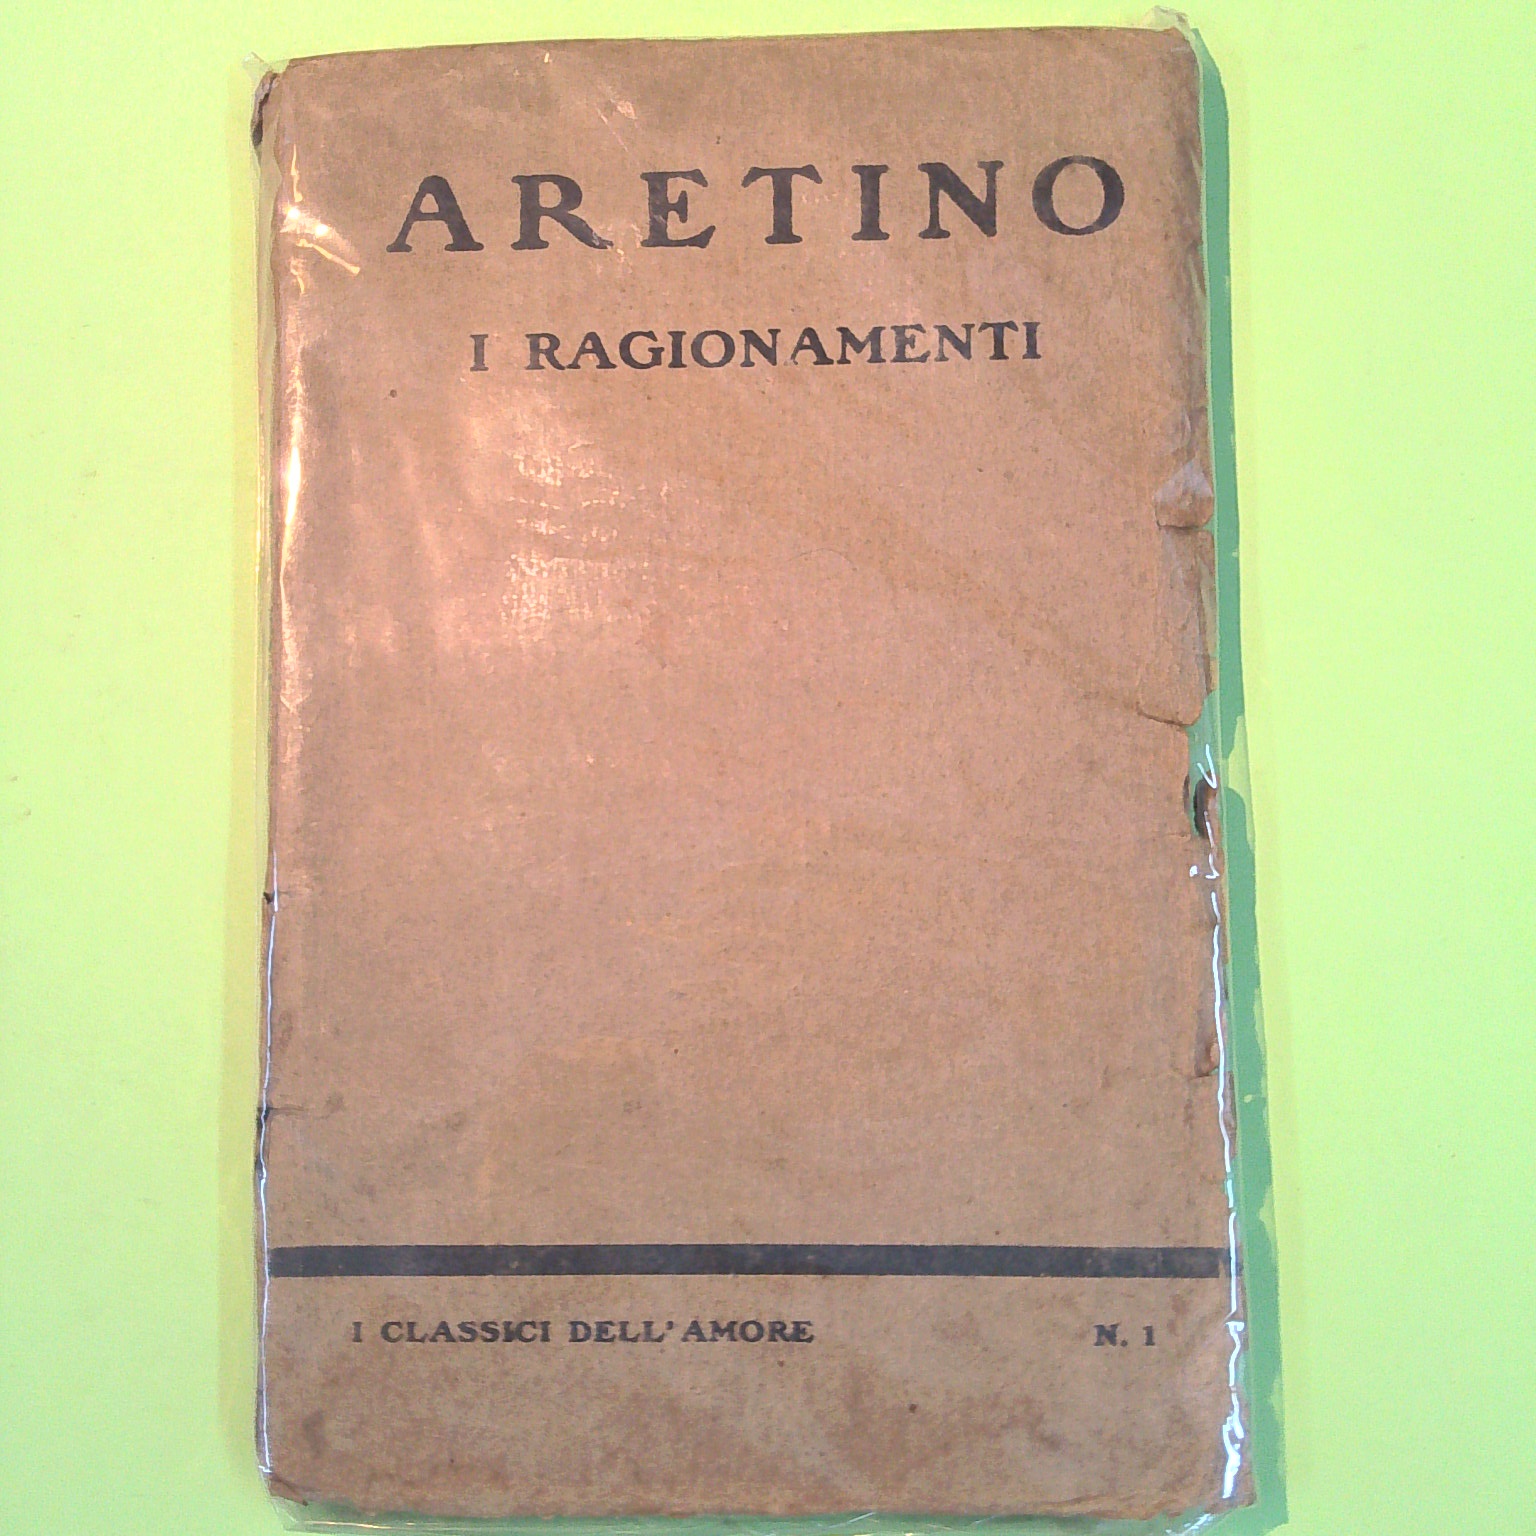 ARETINO
I RAGIONAMENTI
I CLASSICI DELL'AMORE N. 1